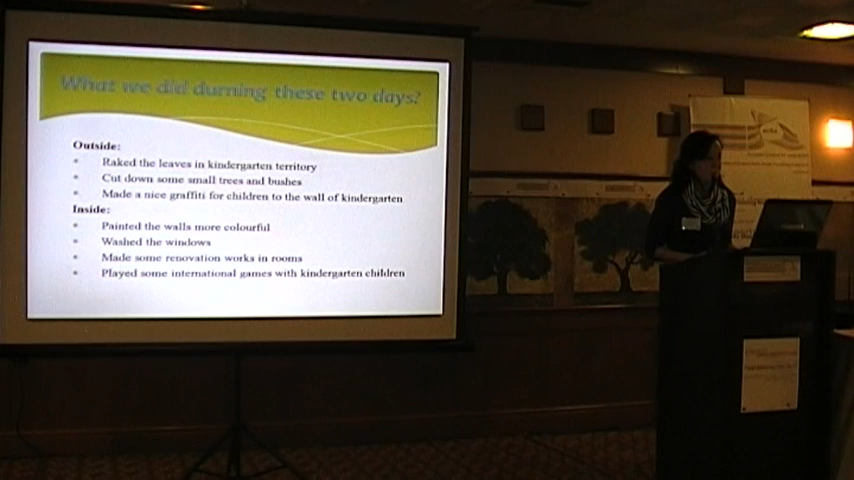 What we did durning these two days?
Outside:
Raked the leaves in kindergarten territory
Cut down some small trees and bushes
Made a nice graffiti for children to the wall of kindergarten
Inside:
Painted the walls more colourful
Washed the windows
Made some renovation works in rooms
Played some international games with kindergarten children